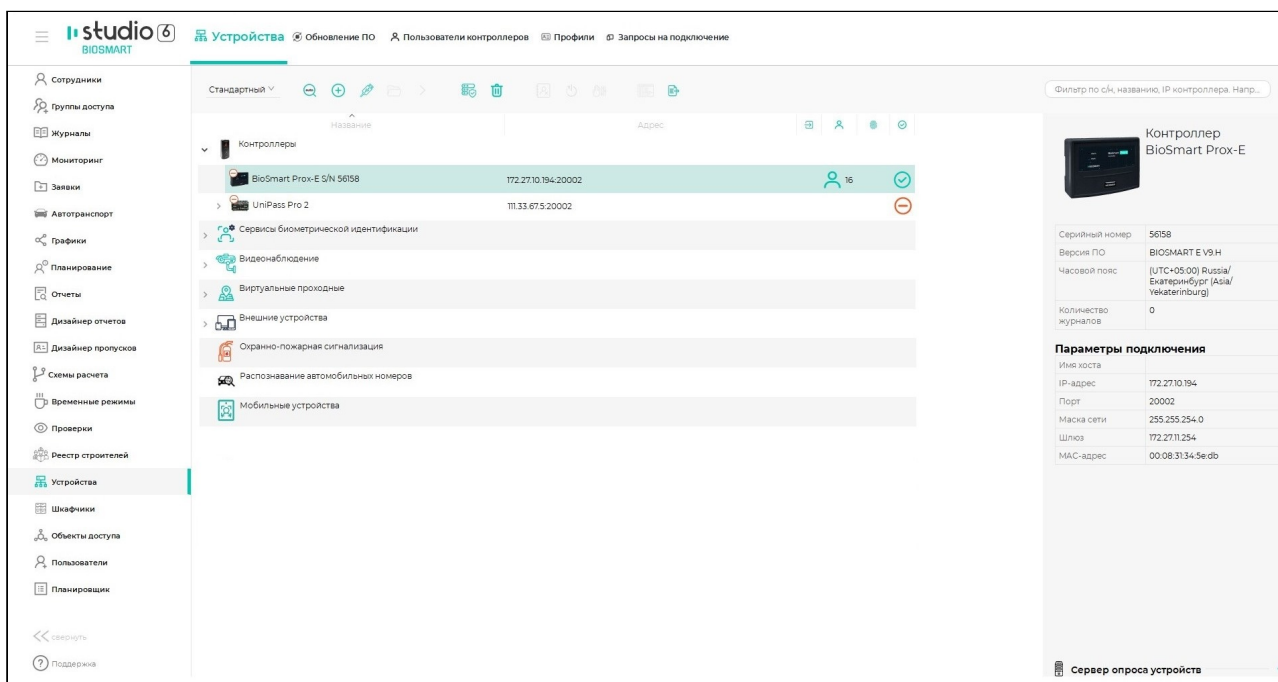 studio 6
BIOSMART
Устройства
Обновление ПО
Пользователи контроллеров
Профили
Запросы на подключение
Сотрудники
Группы доступа
Журналы
Мониторинг
Заявки
Автотранспорт
Графики
Планирование
Отчеты
Дизайнер отчетов
Дизайнер пропусков
Схемы расчета
Временные режимы
Проверки
Реестр строителей
Устройства
Шкафчики
Объекты доступа
Пользователи
Планировщик
свернуть
Поддержка
Стандартный
Название Адрес
Контроллеры
BioSmart Prox-E S/N 56158 172.27.10.194:20002 16
UniPass Pro 2 111.33.67.5:20002
Сервисы биометрической идентификации
Видеонаблюдение
Виртуальные проходные
Внешние устройства
Охранно-пожарная сигнализация
Распознавание автомобильных номеров
Мобильные устройства
Фильтр по с/н, названию, IP контроллера. Напр...
Контроллер
BioSmart Prox-E
Серийный номер 56158
Версия ПО BIOSMART E V9.H
Часовой пояс (UTC+05:00) Russia/
Екатеринбург (Asia/
Yekaterinburg)
Количество 0
журналов
Параметры подключения
Имя хоста
IP-адрес 172.27.10.194
Порт 20002
Маска сети 255.255.254.0
Шлюз 172.27.11.254
MAC-адрес 00:08:31:34:5e:db
Сервер опроса устройств